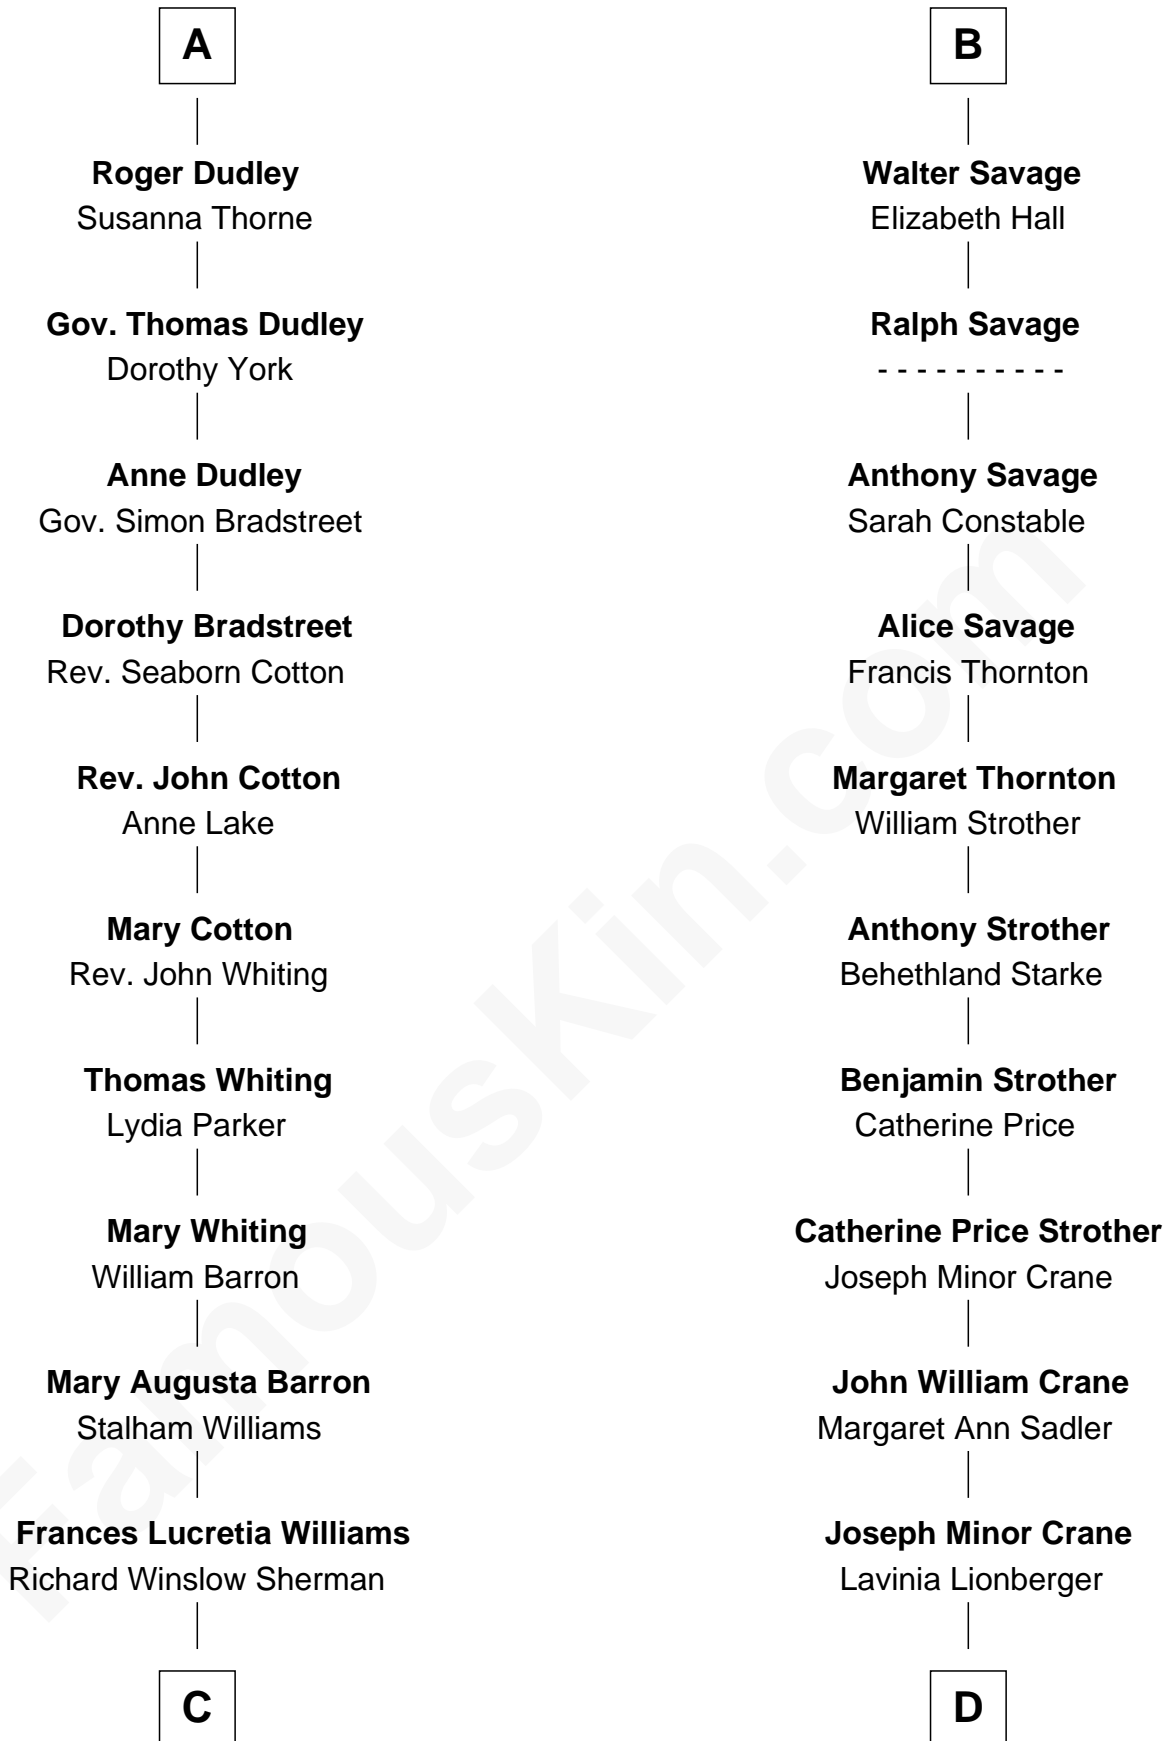 A
Roger Dudley
Susanna Thorne
Gov. Thomas Dudley
Dorothy York
Anne Dudley
Gov. Simon Bradstreet
Dorothy Bradstreet
Rev. Seaborn Cotton
Rev. John Cotton
Anne Lake
Mary Cotton
Rev. John Whiting
Thomas Whiting
Lydia Parker
Mary Whiting
William Barron
Mary Augusta Barron
Stalham Williams
Frances Lucretia Williams
Richard Winslow Sherman
C
B
Walter Savage
Elizabeth Hall
Ralph Savage
- - - - - - - - - -
Anthony Savage
Sarah Constable
Alice Savage
Francis Thornton
Margaret Thornton
William Strother
Anthony Strother
Behethland Starke
Benjamin Strother
Catherine Price
Catherine Price Strother
Joseph Minor Crane
John William Crane
Margaret Ann Sadler
Joseph Minor Crane
Lavinia Lionberger
D
FamousKin.com